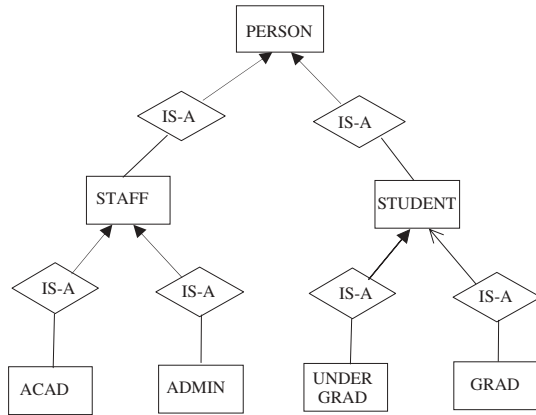 PERSON
IS-A
IS-A
STAFF
STUDENT
IS-A
IS-A
IS-A
IS-A
ACAD
ADMIN
UNDER
GRAD
GRAD